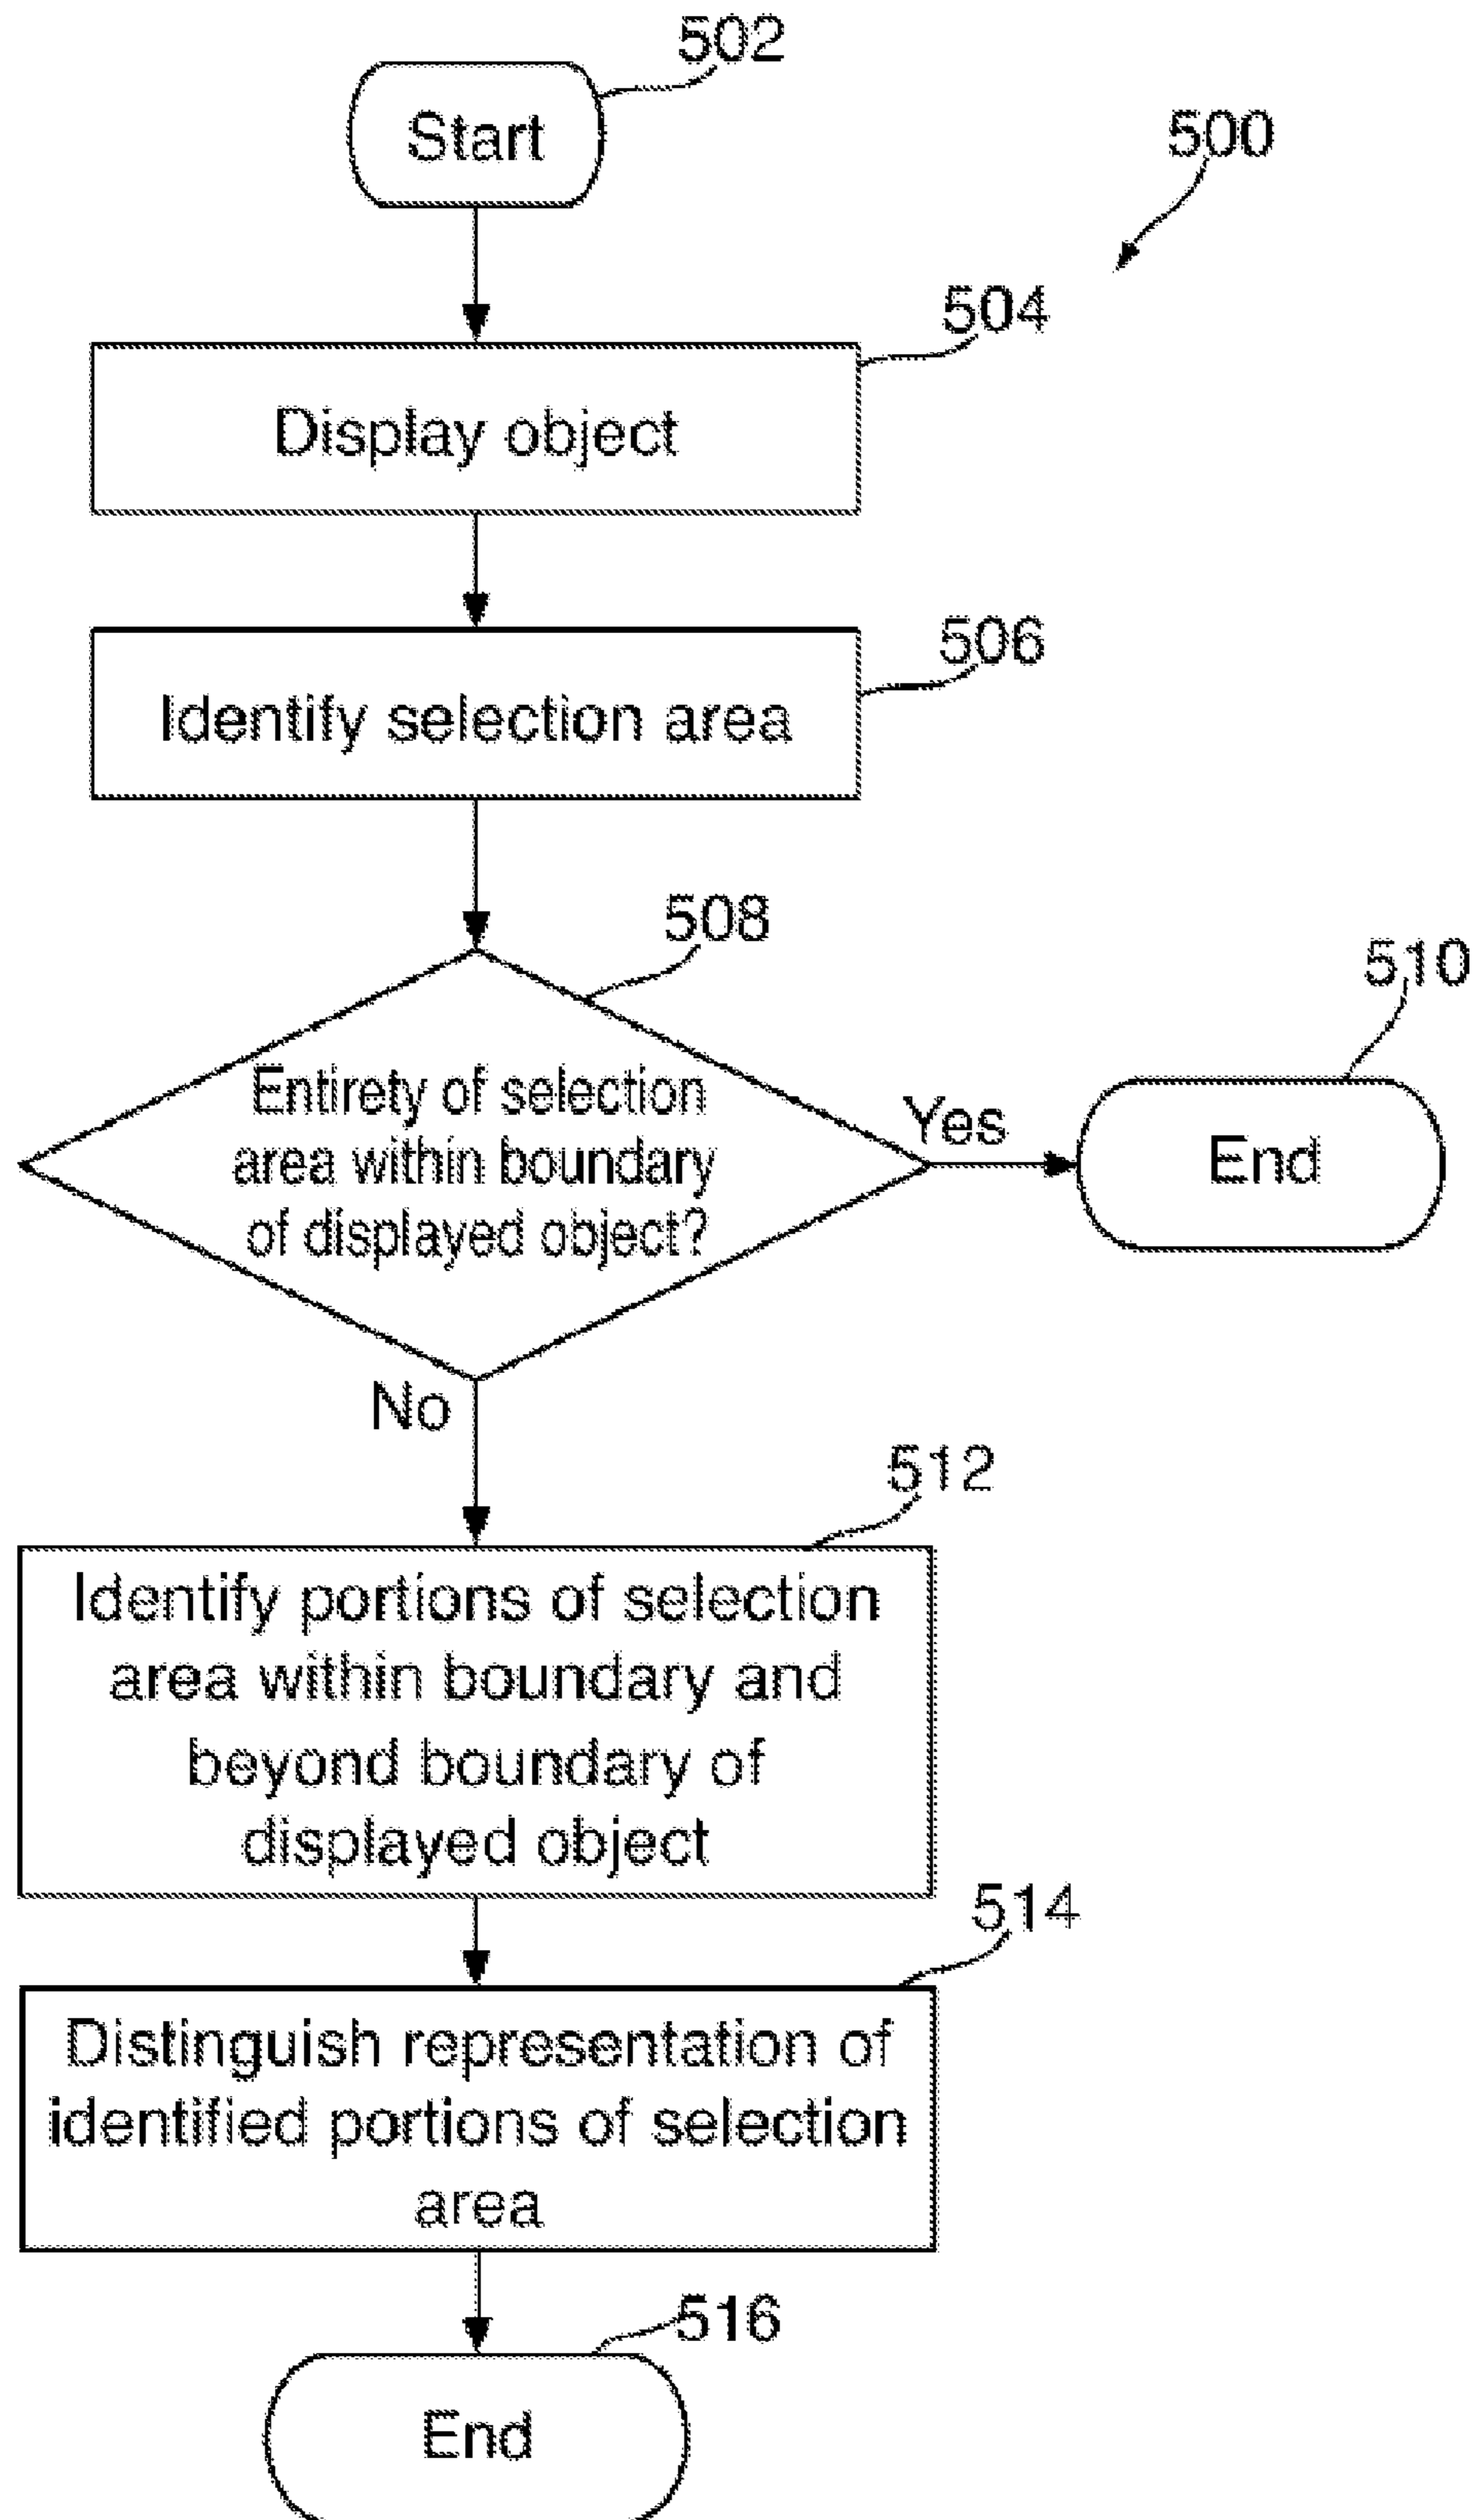 502
Start
500
504
Display object
506
Identify selection area
508
510
Entirety of selection
area within boundary
of displayed object?
Yes
End
No
512
Identify portions of selection
area within boundary and
beyond boundary of
displayed object
514
Distinguish representation of
identified portions of selection
area
516
End